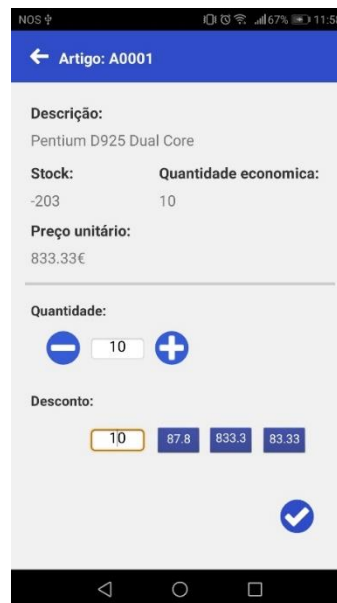 NOS 67% 11:58
Artigo: A0001
Descrição:
Pentium D925 Dual Core
Stock: Quantidade economica:
-203 10
Preço unitário:
833.33€
Quantidade:
10
Desconto:
10 87.8 833.3 83.33